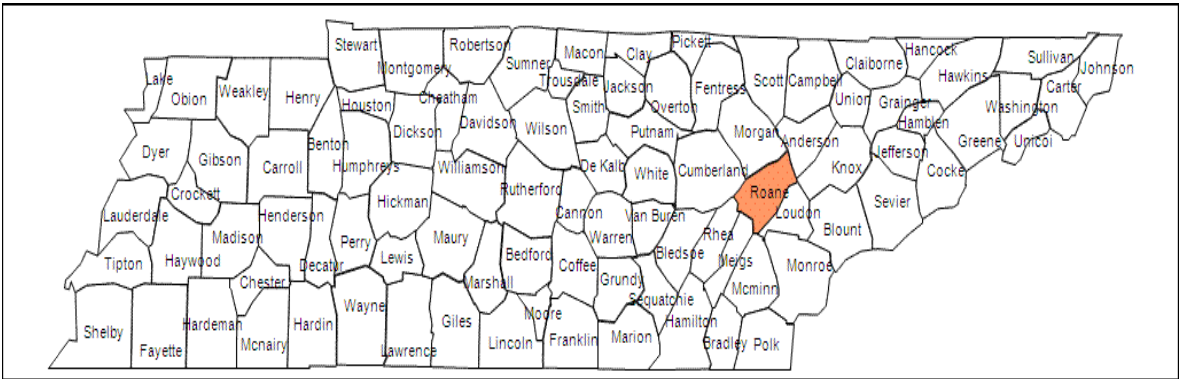 Stewart
Montgomery
Robertson
Sumner
Macon
Trousdale
Clay
Pickett
Jackson
Overton
Fentress
Scott
Campbel
Claiborne
Hancock
Hawkins
Sullivan
Johnson
Carter
Washington
Unicoi
Greene
Hamblen
Grainger
Union
Lake
Obion
Weakley
Henry
Houston
Cheatham
Davidson
Dickson
Wilson
Smith
Putnam
Morgan
Anderson
Knox
Jefferson
Cocke
Sevier
Dyer
Gibson
Carroll
Benton
Humphreys
Williamson
Rutherford
De Kalb
White
Cumberland
Roane
Loudon
Blount
Crockett
Lauderdale
Madison
Henderson
Hickman
Perry
Lewis
Maury
Cannon
Warren
Van Buren
Bledsoe
Rhea
Meigs
Monroe
Tipton
Haywood
Chester
Decatur
Marshall
Bedford
Coffee
Grundy
Sequatchie
Mcminn
Shelby
Fayette
Hardeman
Mcnairy
Hardin
Wayne
Lawrence
Giles
Lincoln
Moore
Franklin
Marion
Hamilton
Bradley
Polk